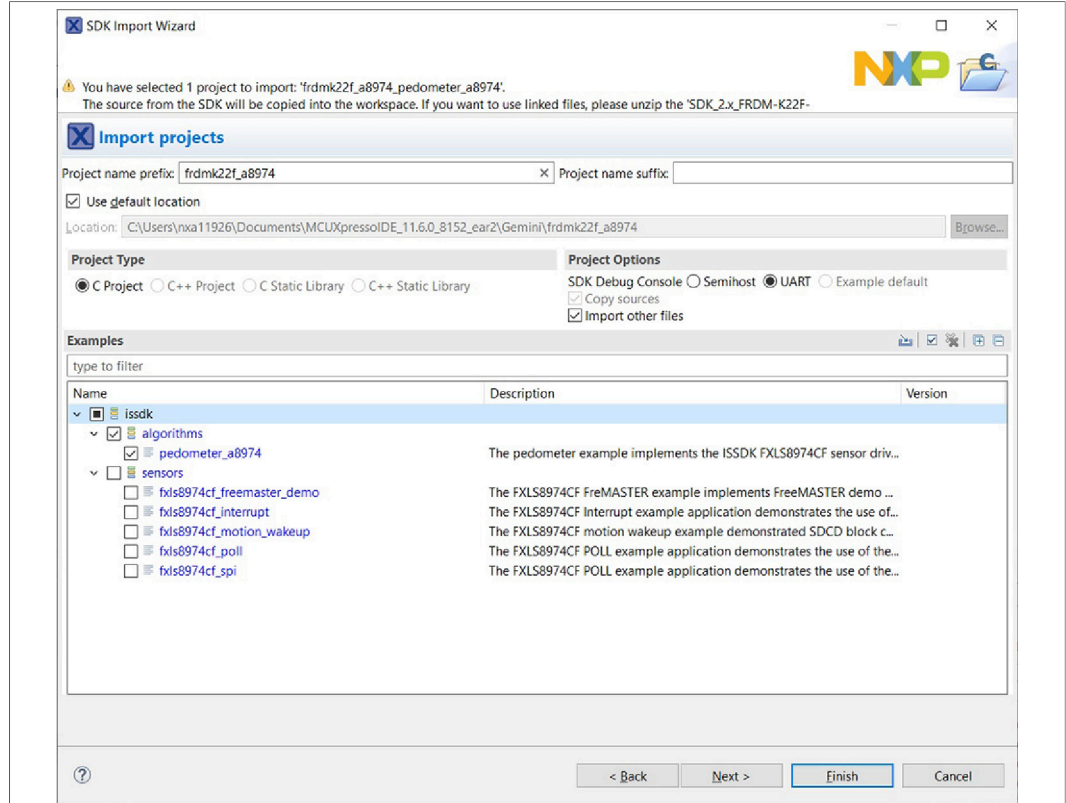 SDK Import Wizard
NXP
You have selected 1 project to import: 'frdmk22f_a8974_pedometer_a8974'.
The source from the SDK will be copied into the workspace. If you want to use linked files, please unzip the 'SDK_2.x_FRDM-K22F-
Import projects
Project name prefix: frdmk22f_a8974 Project name suffix:
Use default location
Location: C:\Users\nxa11926\Documents\MCUXpressoIDE_11.6.0_8152_ear2\Gemini\frdmk22f_a8974 Browse...
Project Type Project Options
C Project C++ Project C Static Library C++ Static Library SDK Debug Console Semihost UART Example default
Copy sources
Import other files
Examples
type to filter
Name Description Version
issdk
algorithms
pedometer_a8974 The pedometer example implements the ISSDK FXLS8974CF sensor driv...
sensors
fxls8974cf_freemaster_demo The FXLS8974CF FreMASTER example implements FreeMASTER demo ...
fxls8974cf_interrupt The FXLS8974CF Interrupt example application demonstrates the use of...
fxls8974cf_motion_wakeup The FXLS8974CF motion wakeup example demonstrated SDCD block c...
fxls8974cf_poll The FXLS8974CF POLL example application demonstrates the use of the...
fxls8974cf_spi The FXLS8974CF POLL example application demonstrates the use of the...
< Back Next > Finish Cancel